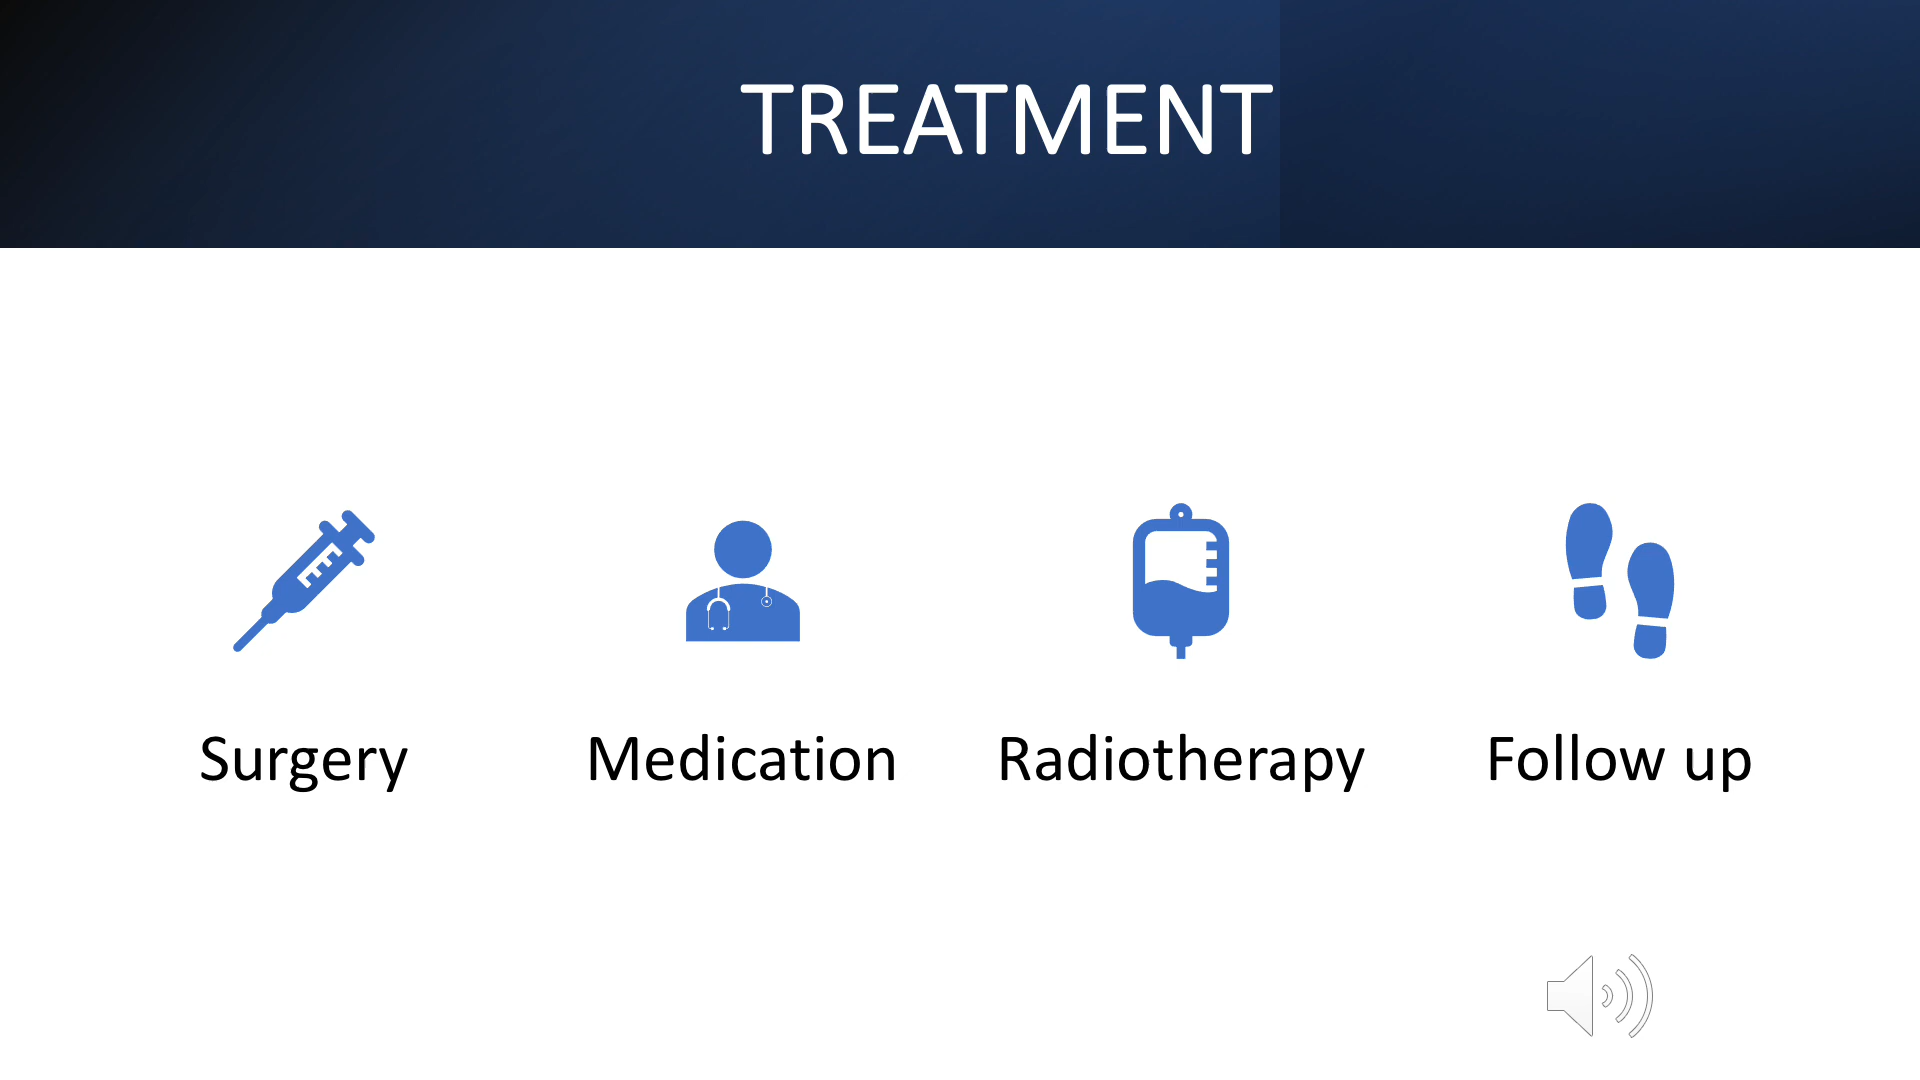 TREATMENT
Surgery
Medication
Radiotherapy
Follow up